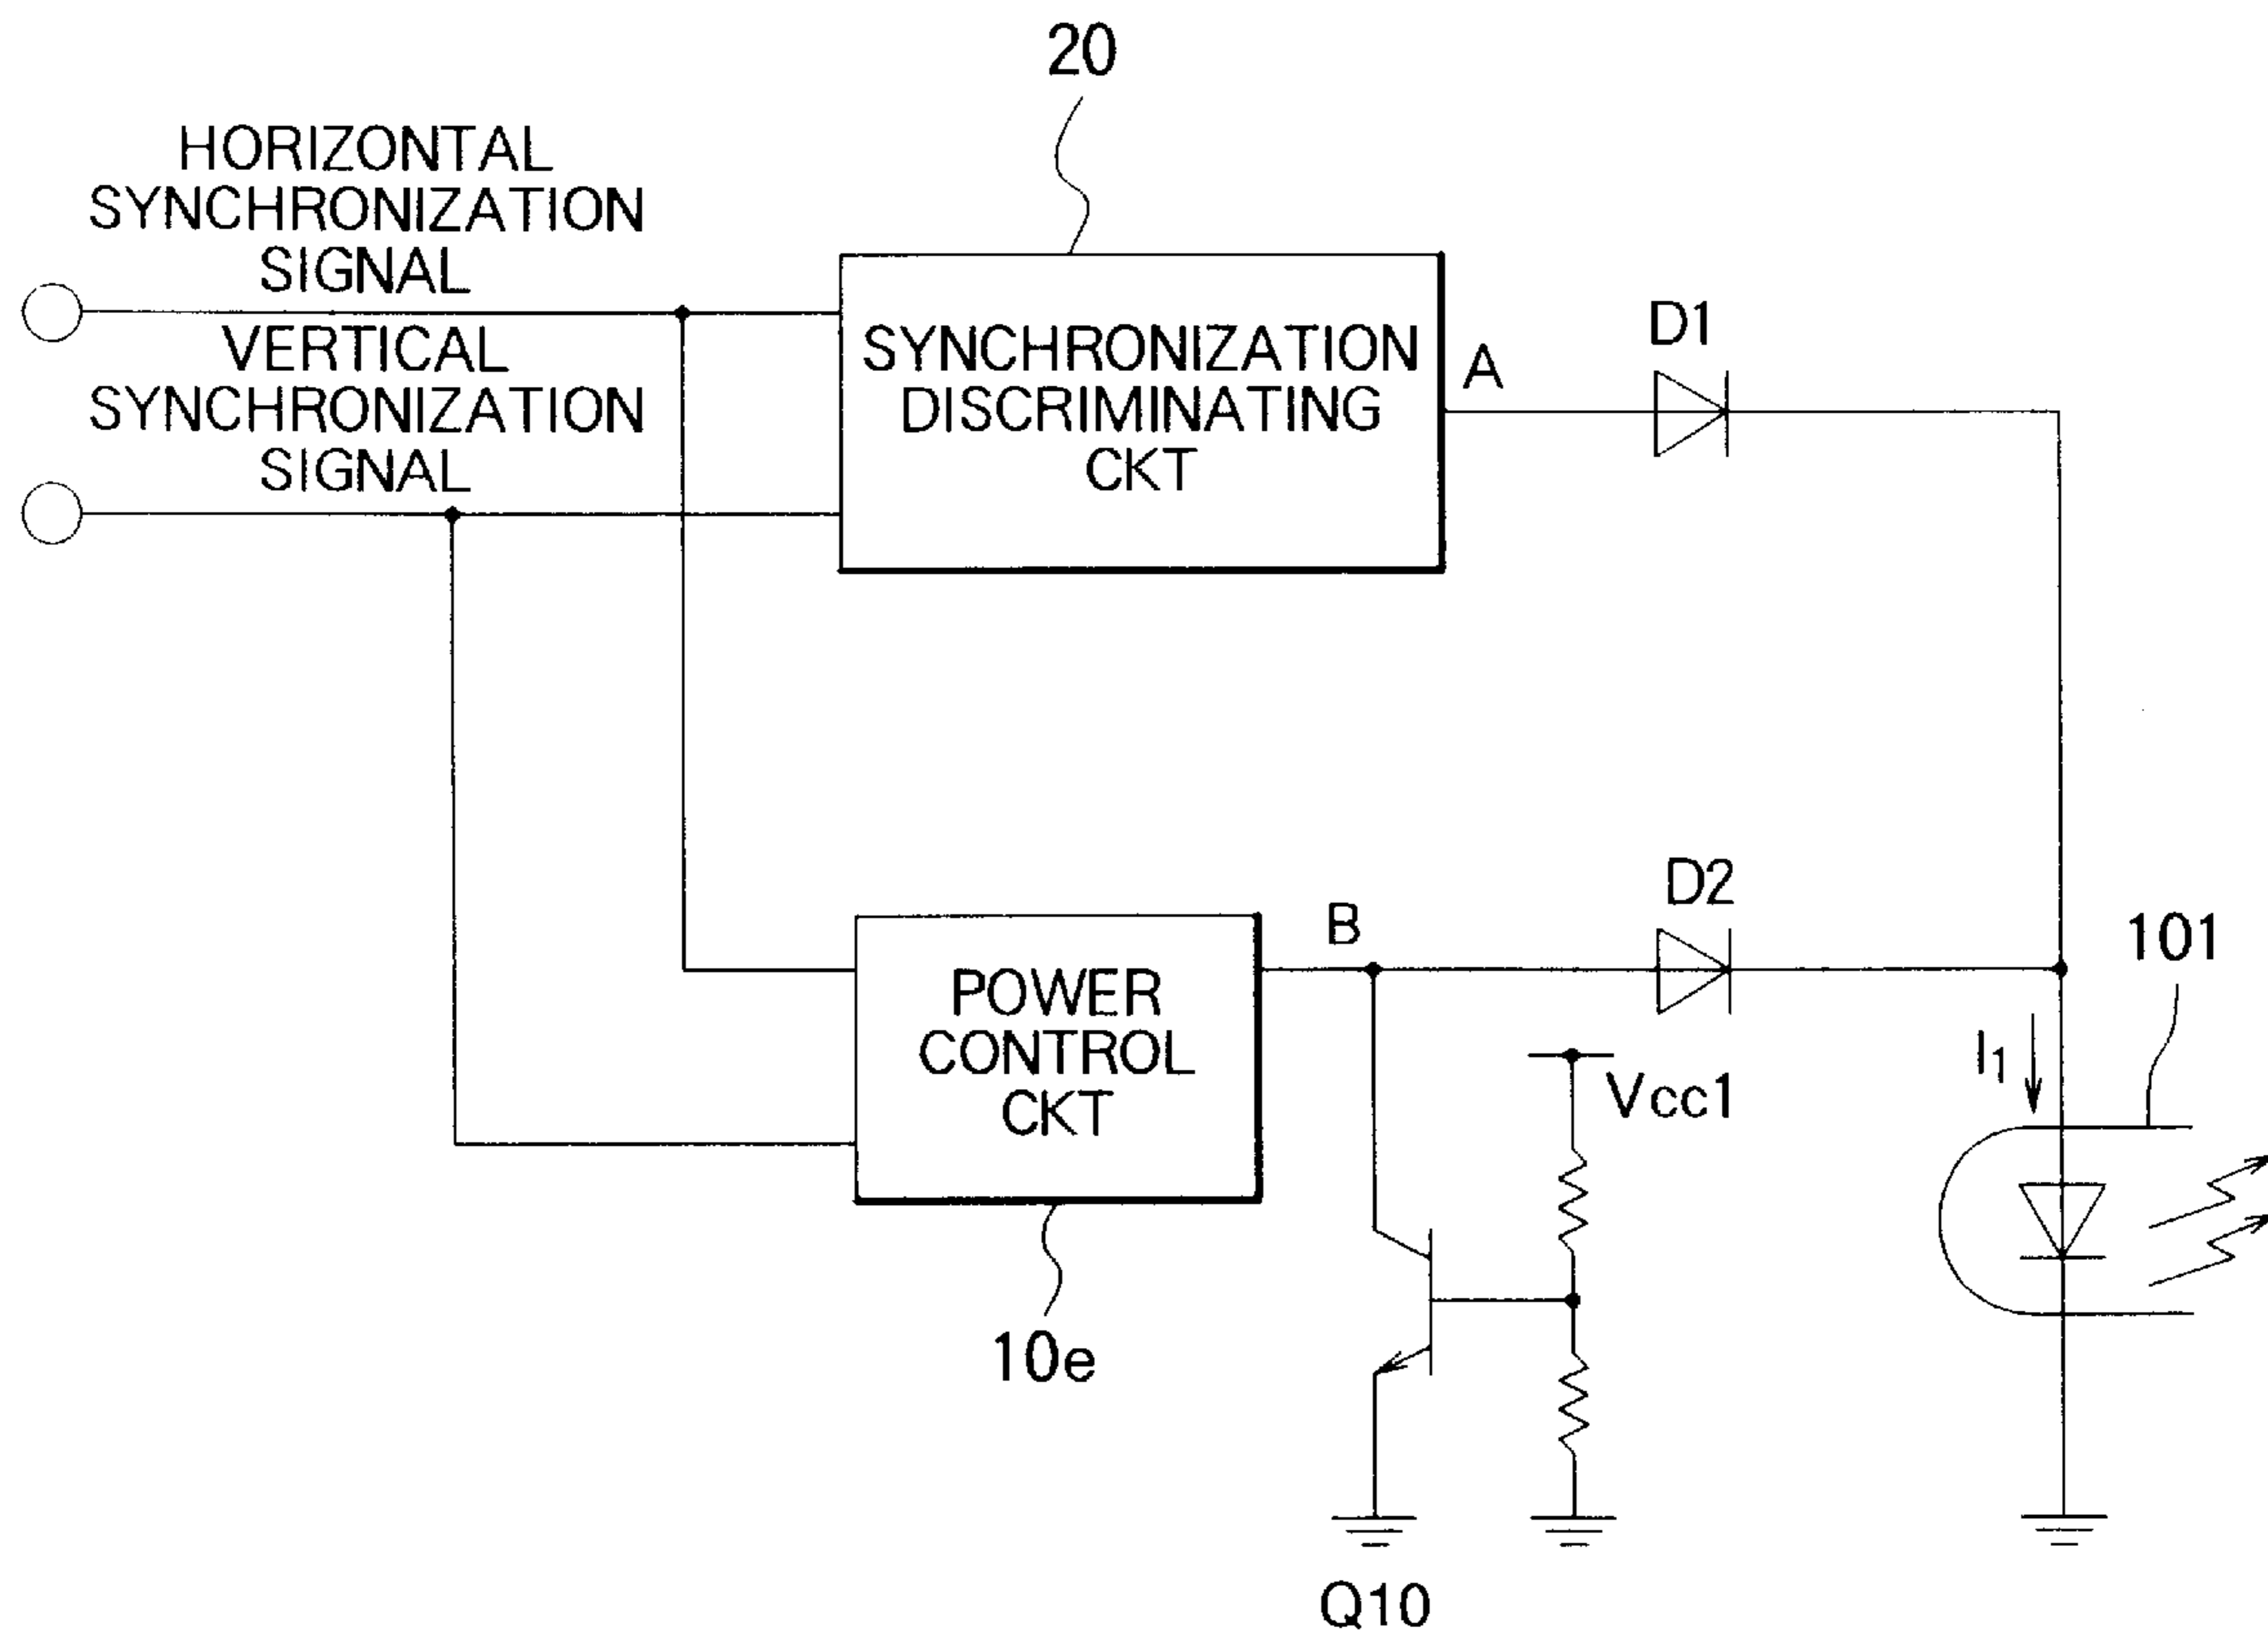 20
HORIZONTAL
SYNCHRONIZATION
SIGNAL
VERTICAL
SYNCHRONIZATION
SIGNAL
SYNCHRONIZATION
DISCRIMINATING
CKT
A
D1
B
D2
101
POWER
CONTROL
CKT
I1
Vcc1
10e
Q10